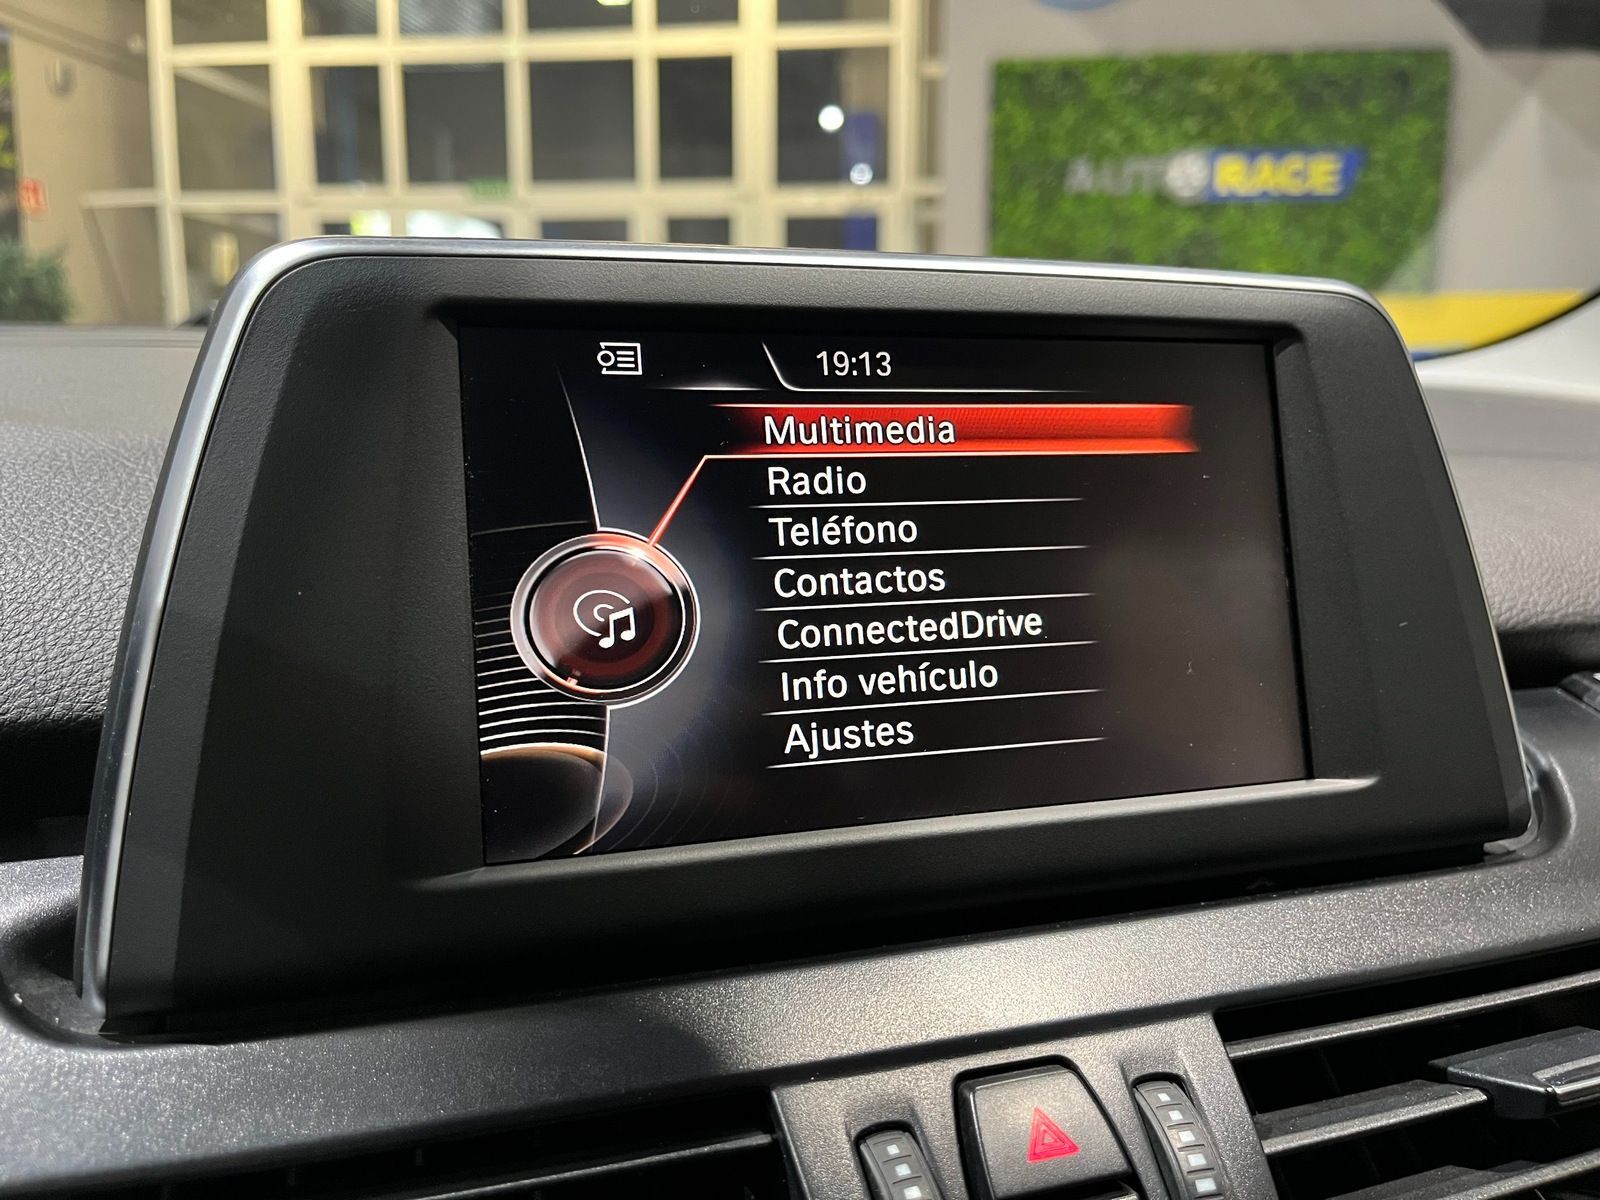 AUTO RACE
19:13
Multimedia
Radio
Teléfono
Contactos
ConnectedDrive
Info vehículo
Ajustes